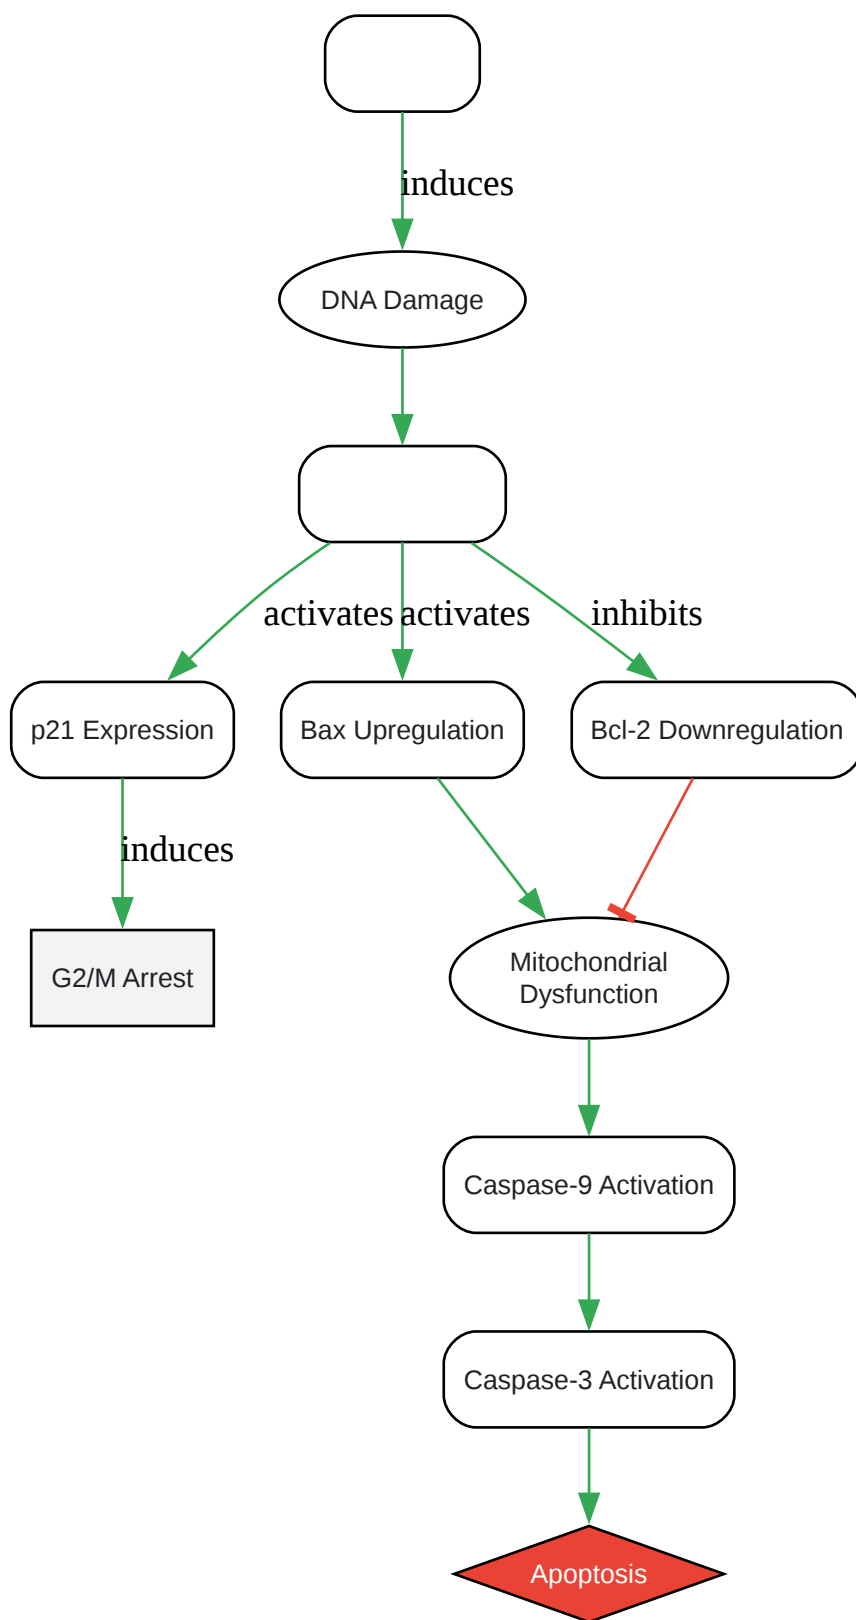 induces
DNA Damage
activates
activates
inhibits
p21 Expression
Bax Upregulation
Bcl-2 Downregulation
induces
G2/M Arrest
Mitochondrial
Dysfunction
Caspase-9 Activation
Caspase-3 Activation
Apoptosis